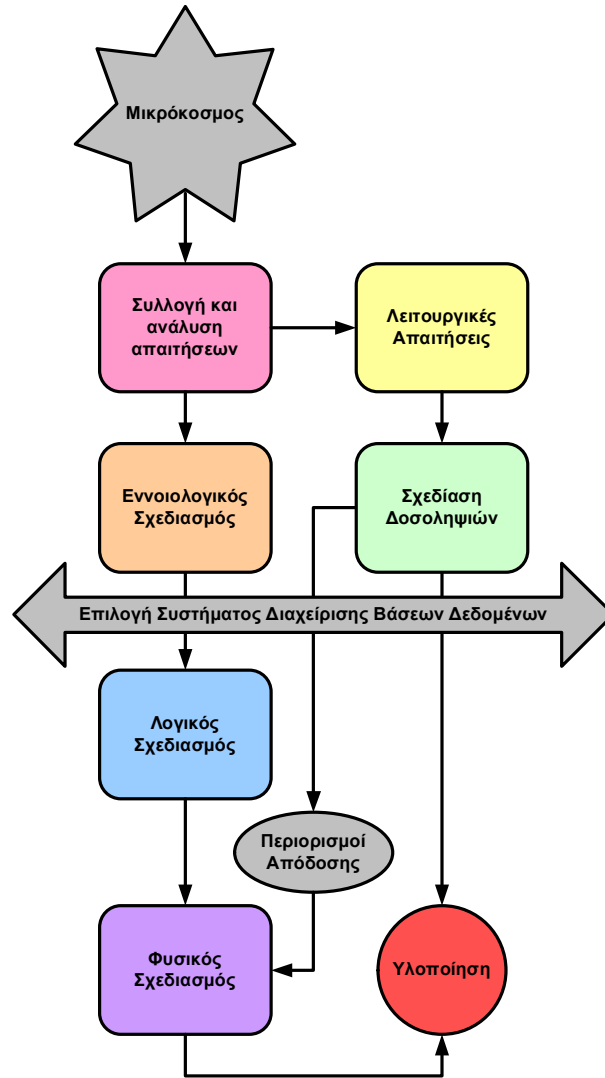 Μικρόκοσμος
Συλλογή και
ανάλυση
απαιτήσεων
Λειτουργικές
Απαιτήσεις
Εννοιολογικός
Σχεδιασμός
Σχεδίαση
Δοσοληψιών
Επιλογή Συστήματος Διαχείρισης Βάσεων Δεδομένων
Λογικός
Σχεδιασμός
Περιορισμοί
Απόδοσης
Φυσικός
Σχεδιασμός
Υλοποίηση